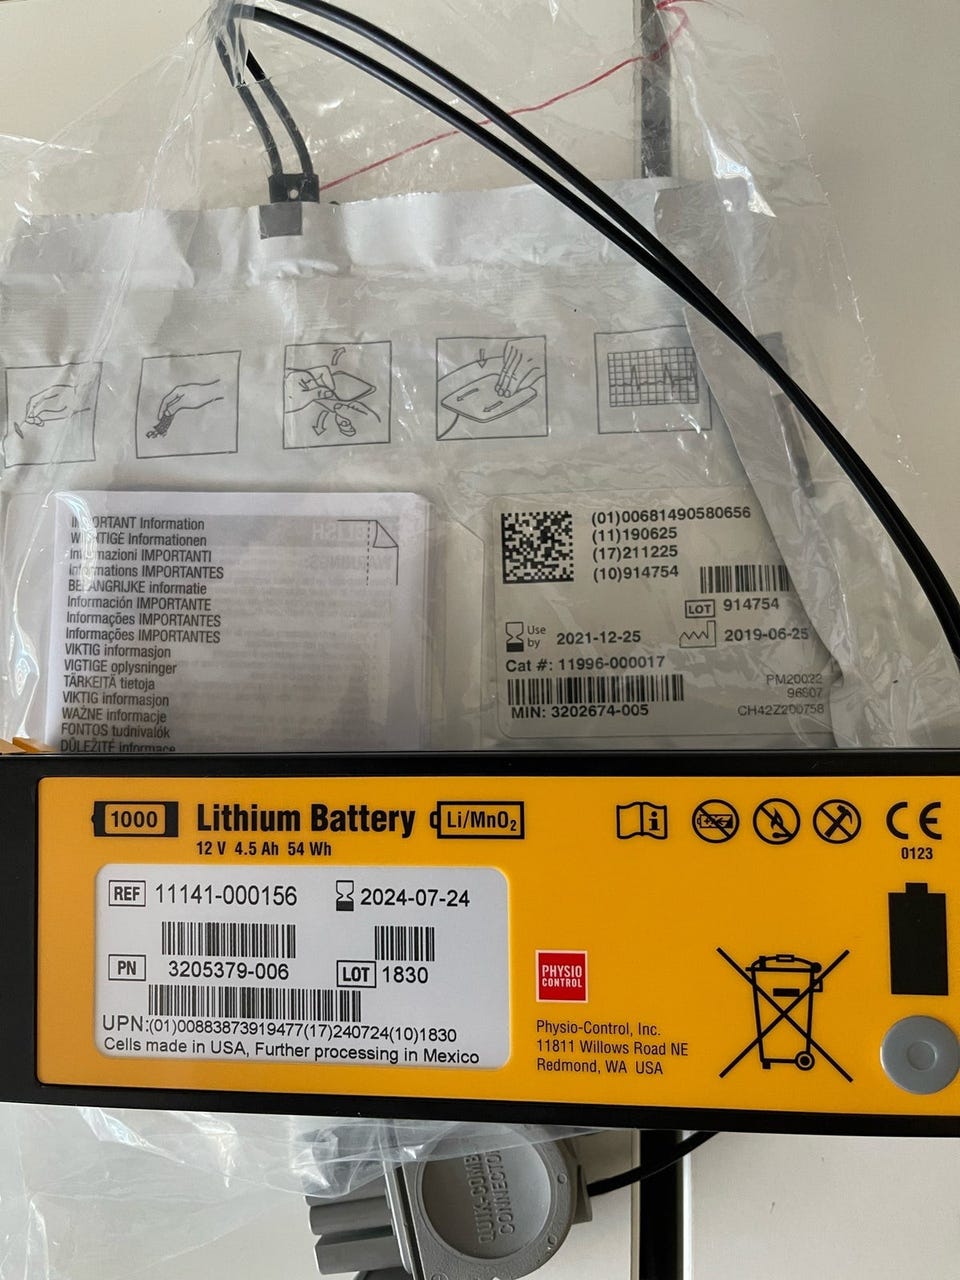 IMPORTANT Information
WICHTIGE Informationen
Informazioni IMPORTANTI
Informations IMPORTANTES
BELANGRIJKE informatie
Información IMPORTANTE
Informações IMPORTANTES
Informações IMPORTANTES
VIKTIG informasjon
VIGTIGE oplysninger
TÄRKEITÄ tietoja
VIKTIG informasjon
WAŻNE informacje
FONTOS tudnivalók
DŮLEŽITÉ informace
(01)00681490580656
(11)190625
(17)211225
(10)914754
LOT 914754
Use by 2021-12-25 2019-06-25
Cat #: 11996-000017
MIN: 3202674-005
PM20022
96807
CH42Z200758
1000 Lithium Battery Li/MnO₂
12 V 4.5 Ah 54 Wh
CE
0123
REF 11141-000156 2024-07-24
PN 3205379-006 LOT 1830
UPN:(01)00883873919477(17)240724(10)1830
Cells made in USA, Further processing in Mexico
PHYSIO
CONTROL
Physio-Control, Inc.
11811 Willows Road NE
Redmond, WA USA
CONNECTOR